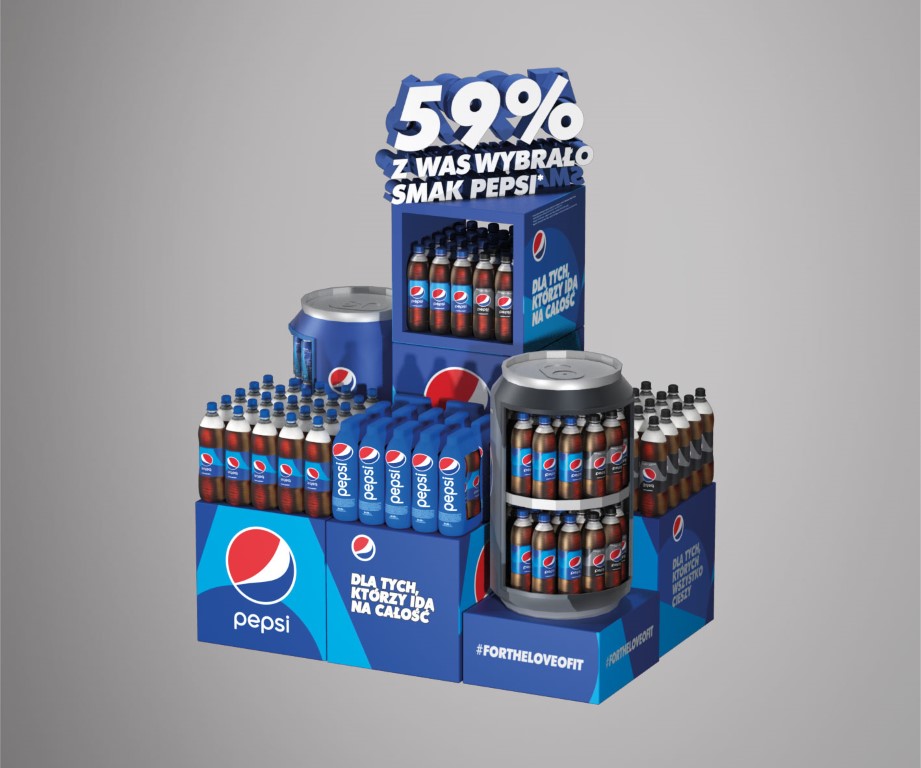 59%
Z WAS WYBRAŁO
SMAK PEPSI*
DLA TYCH,
KTÓRZY IDĄ
NA CAŁOŚĆ
pepsi
pepsi
pepsi
pepsi
pepsi
pepsi
DLA TYCH,
KTÓRZY IDĄ
NA CAŁOŚĆ
DLA TYCH,
KTÓRYCH
WSZYSTKO
CIESZY
#FORTHELOVEOFIT
#FORTHELOVEOFIT